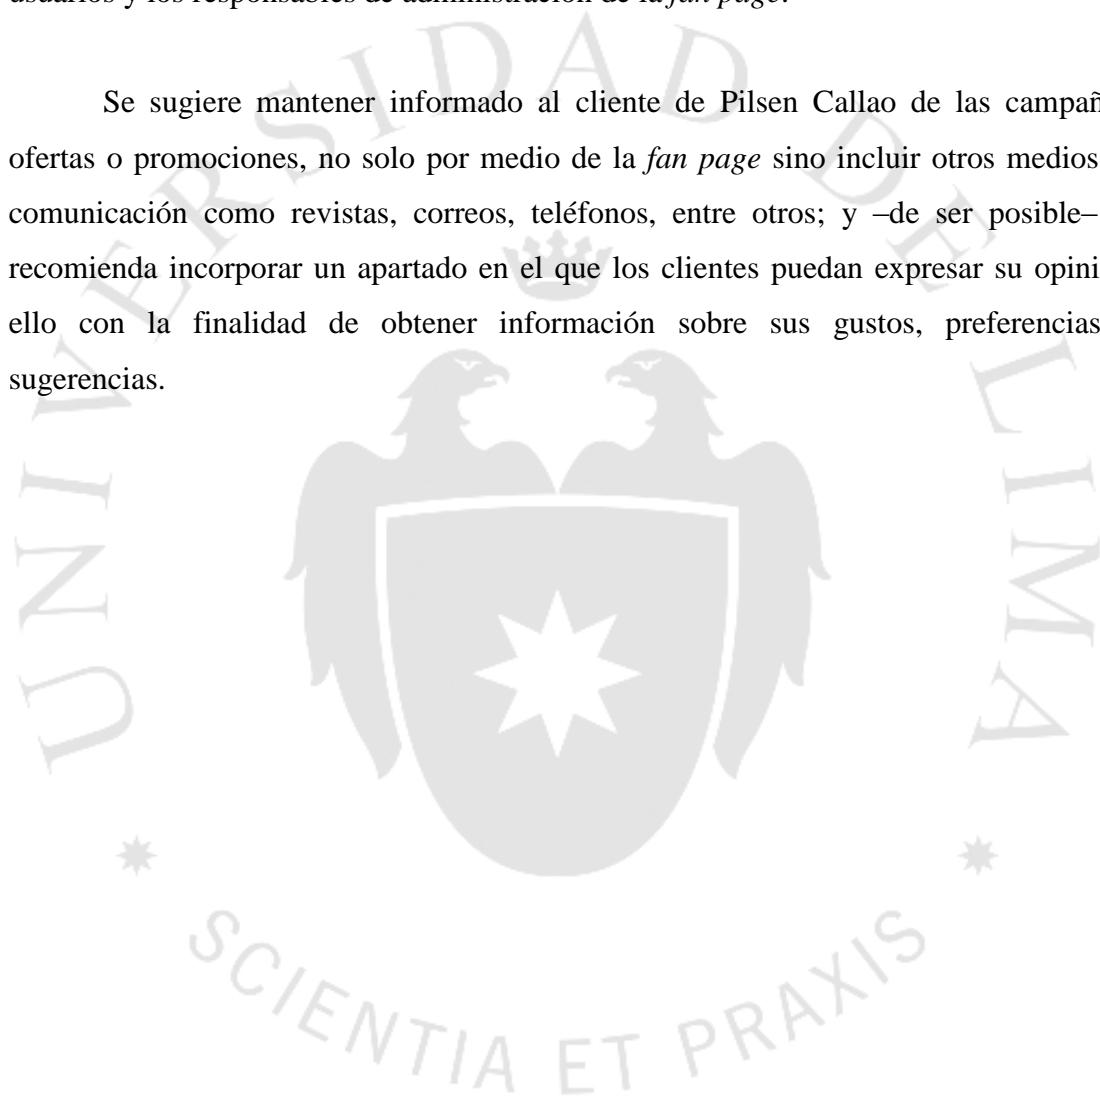 usuarios y los responsables de administración de la fan page.
Se sugiere mantener informado al cliente de Pilsen Callao de las campañ
ofertas o promociones, no solo por medio de la fan page sino incluir otros medios
comunicación como revistas, correos, teléfonos, entre otros; y –de ser posible–
recomienda incorporar un apartado en el que los clientes puedan expresar su opini
ello con la finalidad de obtener información sobre sus gustos, preferencias
sugerencias.
UNIVERSIDAD DE LIMA
SCIENTIA ET PRAXIS